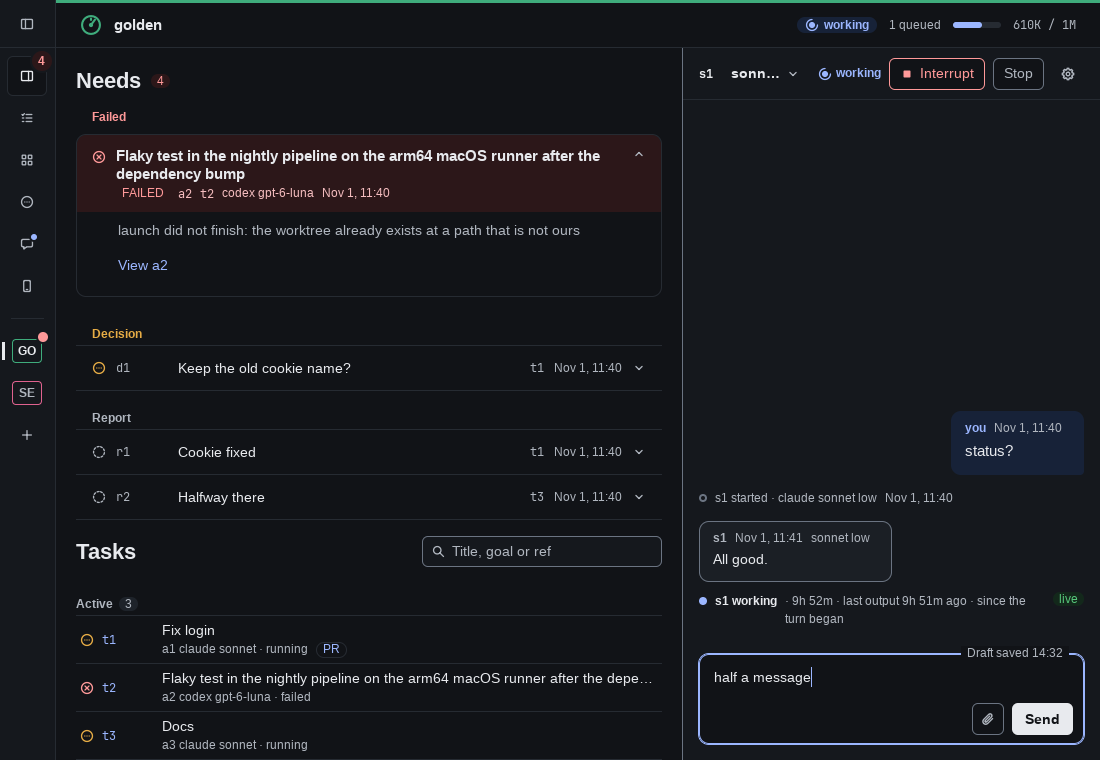 golden
working
1 queued
610K / 1M
4
GO
SE
Needs 4
Failed
Flaky test in the nightly pipeline on the arm64 macOS runner after the
dependency bump
FAILED a2 t2 codex gpt-6-luna Nov 1, 11:40
launch did not finish: the worktree already exists at a path that is not ours
View a2
Decision
d1 Keep the old cookie name? t1 Nov 1, 11:40
Report
r1 Cookie fixed t1 Nov 1, 11:40
r2 Halfway there t3 Nov 1, 11:40
Tasks
Title, goal or ref
Active 3
t1 Fix login
a1 claude sonnet · running PR
t2 Flaky test in the nightly pipeline on the arm64 macOS runner after the depe…
a2 codex gpt-6-luna · failed
t3 Docs
a3 claude sonnet · running
s1 sonn… working Interrupt Stop
you Nov 1, 11:40
status?
s1 started · claude sonnet low Nov 1, 11:40
s1 Nov 1, 11:41 sonnet low
All good.
s1 working · 9h 52m · last output 9h 51m ago · since the
turn began
live
Draft saved 14:32
half a message
Send